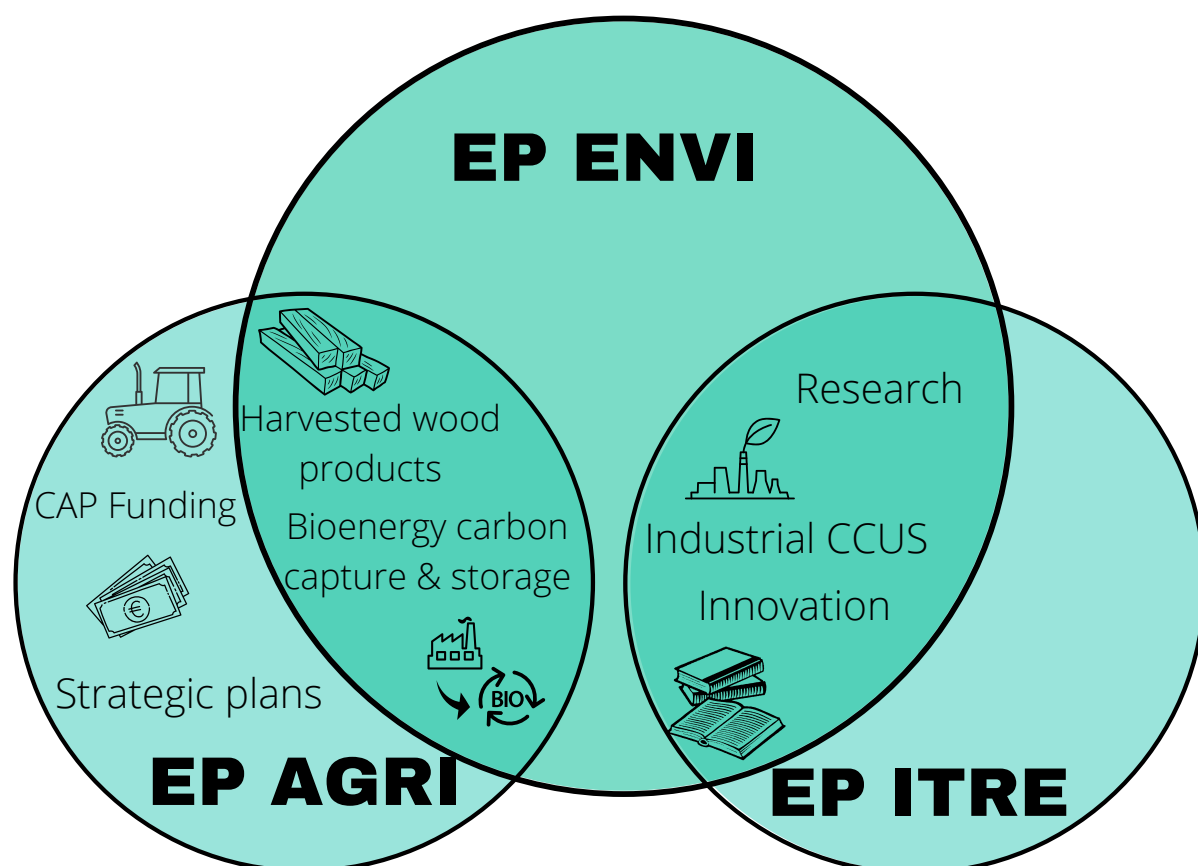 EP ENVI
Harvested wood
products
CAP Funding
Bioenergy carbon
capture & storage
BIO
€
Strategic plans
EP AGRI
Research
Industrial CCUS
Innovation
EP ITRE